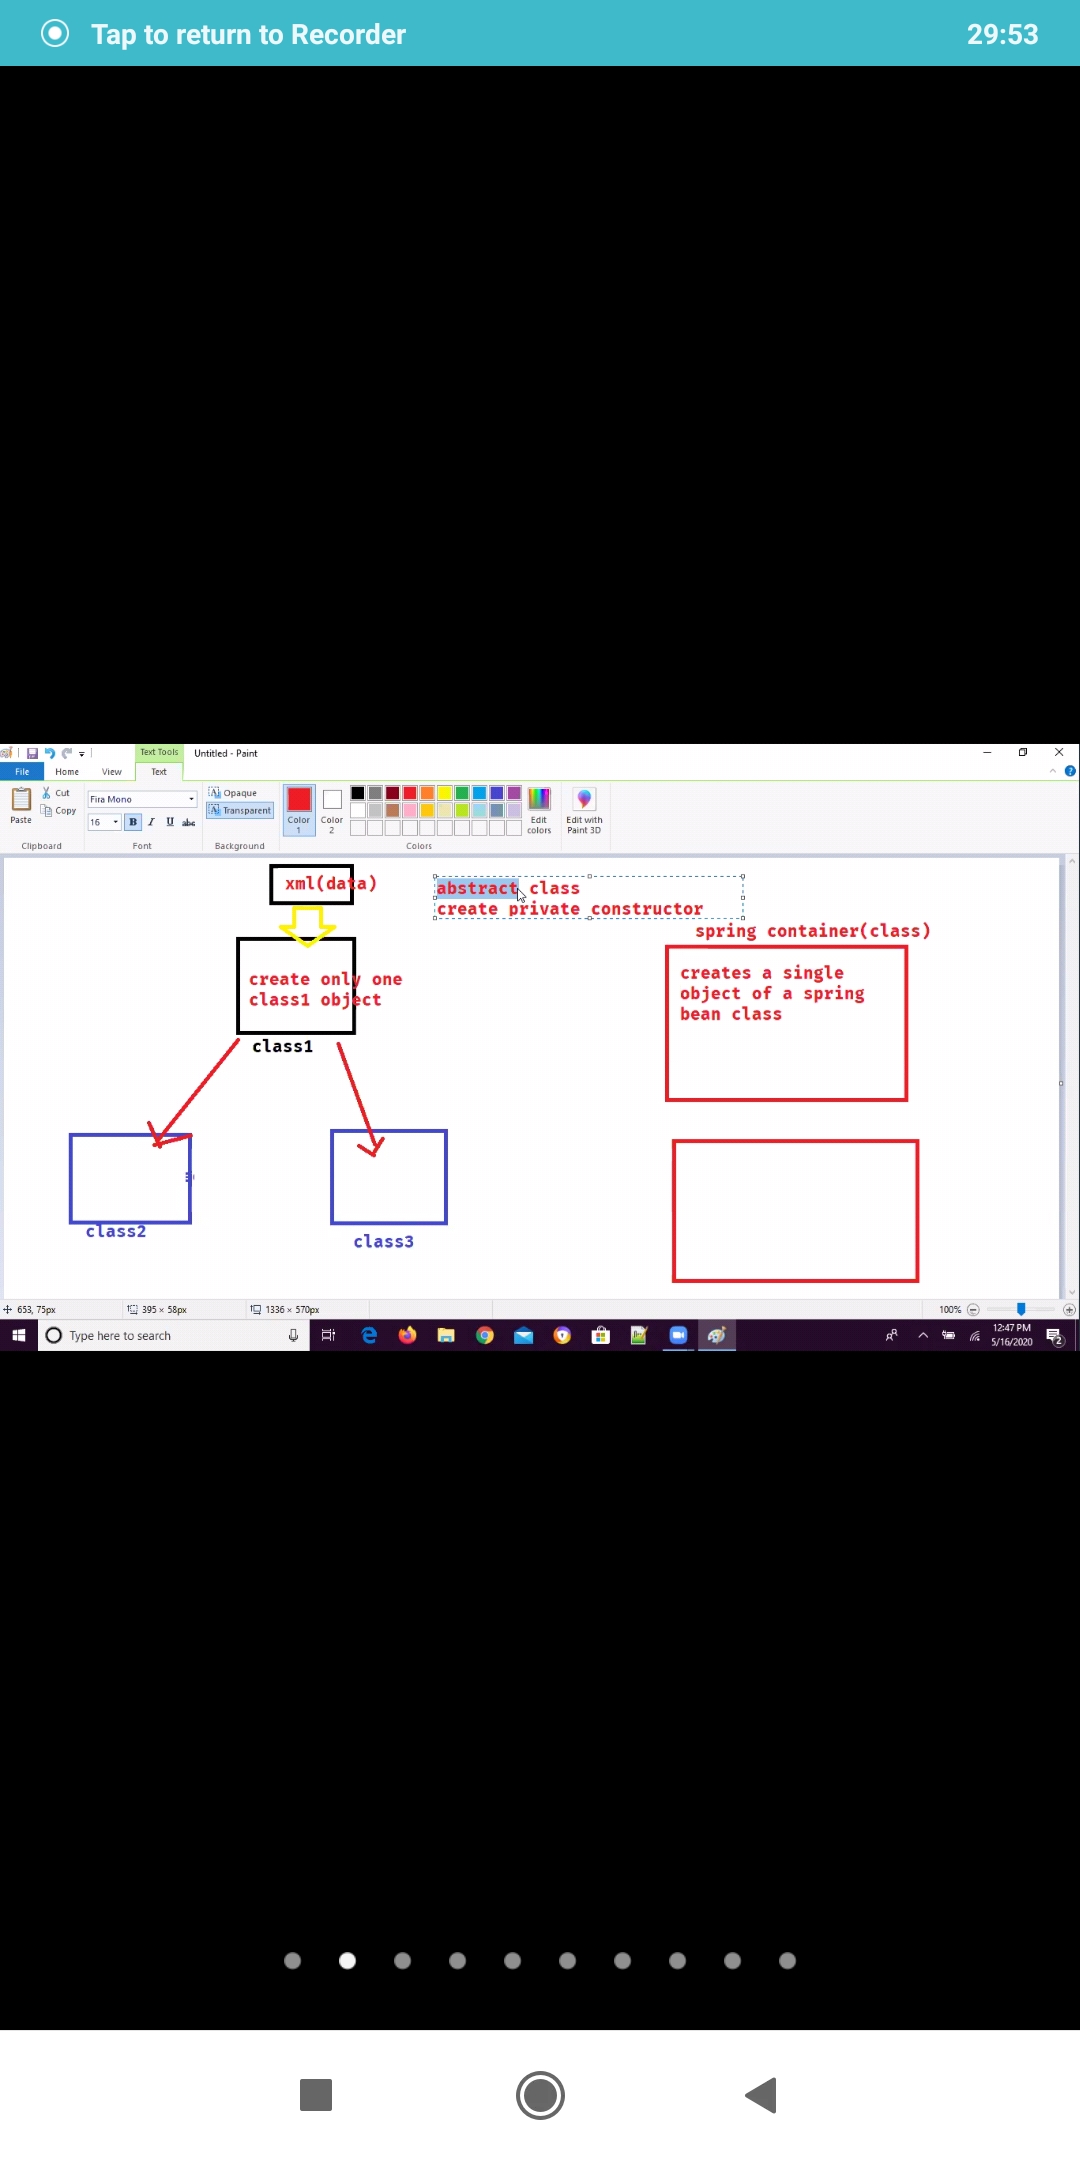 Tap to return to Recorder
29:53
Text Tools
Untitled - Paint
File
Home
View
Text
Paste
Cut
Copy
Clipboard
Fira Mono
16
B
I
U
abc
Font
Opaque
Transparent
Background
Color
1
Color
2
Edit
colors
Colors
Edit with
Paint 3D
xml(data)
abstract class
create private constructor
spring container(class)
create only one
class1 object
class1
creates a single
object of a spring
bean class
class2
class3
653, 75px
395 × 58px
1336 × 570px
100%
Type here to search
12:47 PM
5/16/2020
2